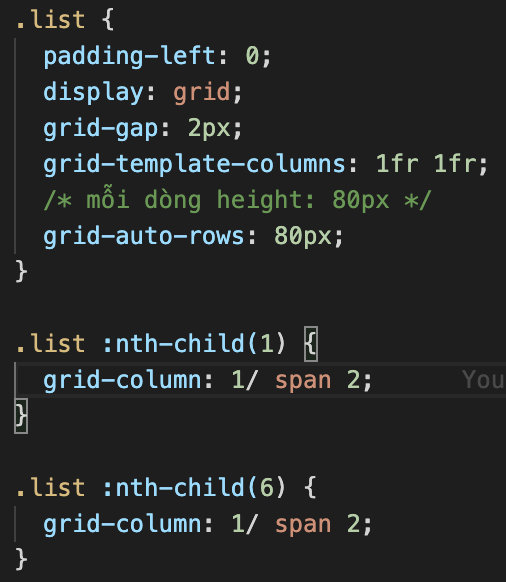 .list {
padding-left: 0;
display: grid;
grid-gap: 2px;
grid-template-columns: 1fr 1fr;
/* mỗi dòng height: 80px */
grid-auto-rows: 80px;
}
.list :nth-child(1) {
grid-column: 1/ span 2; You
}
.list :nth-child(6) {
grid-column: 1/ span 2;
}